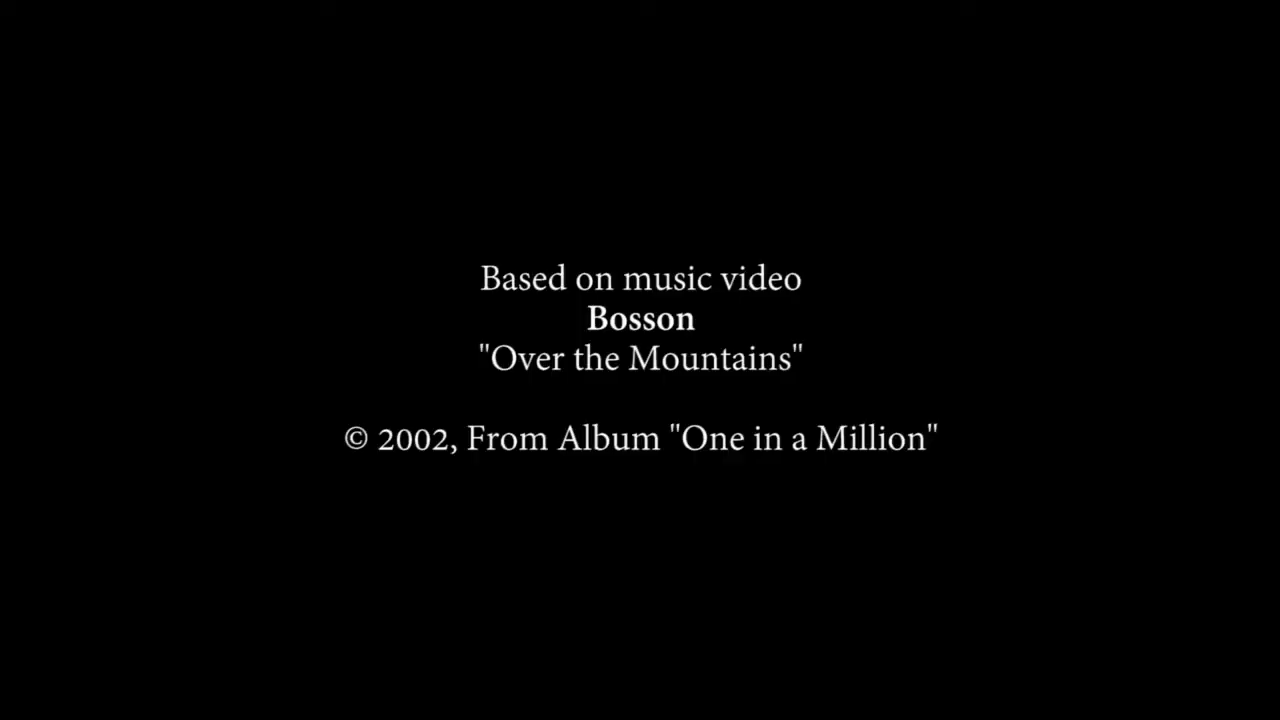 Based on music video
Bosson
"Over the Mountains"
© 2002, From Album "One in a Million"